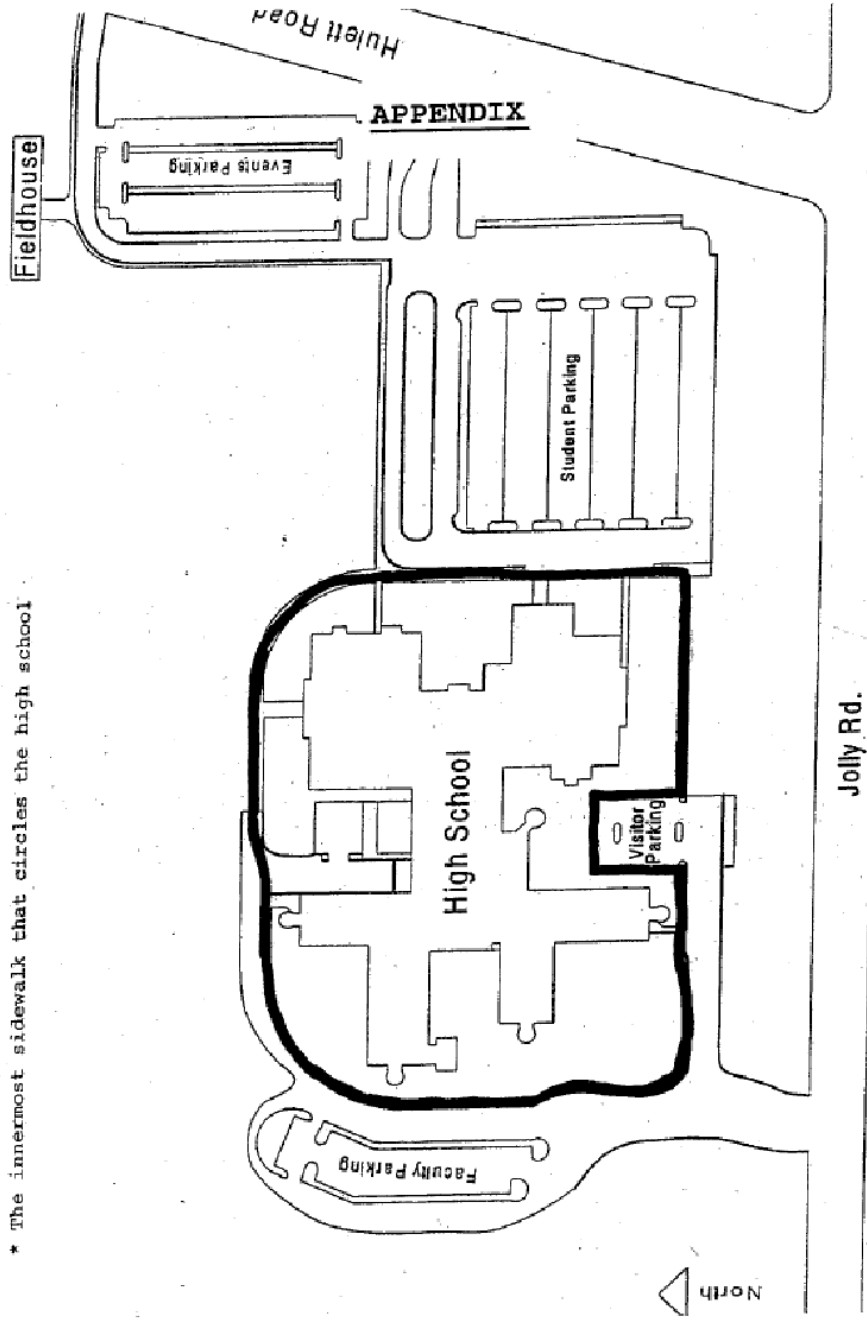 * The innermost sidewalk that circles the high school
Fieldhouse
Hulett Road
APPENDIX
Events Parking
Student Parking
High School
Visitor
Parking
Faculty Parking
North
Jolly Rd.